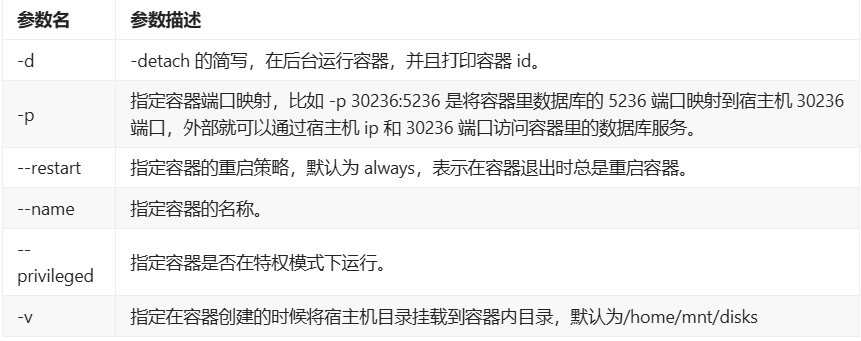 参数名 参数描述
-d -detach 的简写，在后台运行容器，并且打印容器 id。
-p 指定容器端口映射，比如 -p 30236:5236 是将容器里数据库的 5236 端口映射到宿主机 30236
端口，外部就可以通过宿主机 ip 和 30236 端口访问容器里的数据库服务。
--restart 指定容器的重启策略，默认为 always，表示在容器退出时总是重启容器。
--name 指定容器的名称。
--
privileged 指定容器是否在特权模式下运行。
-v 指定在容器创建的时候将宿主机目录挂载到容器内目录，默认为/home/mnt/disks